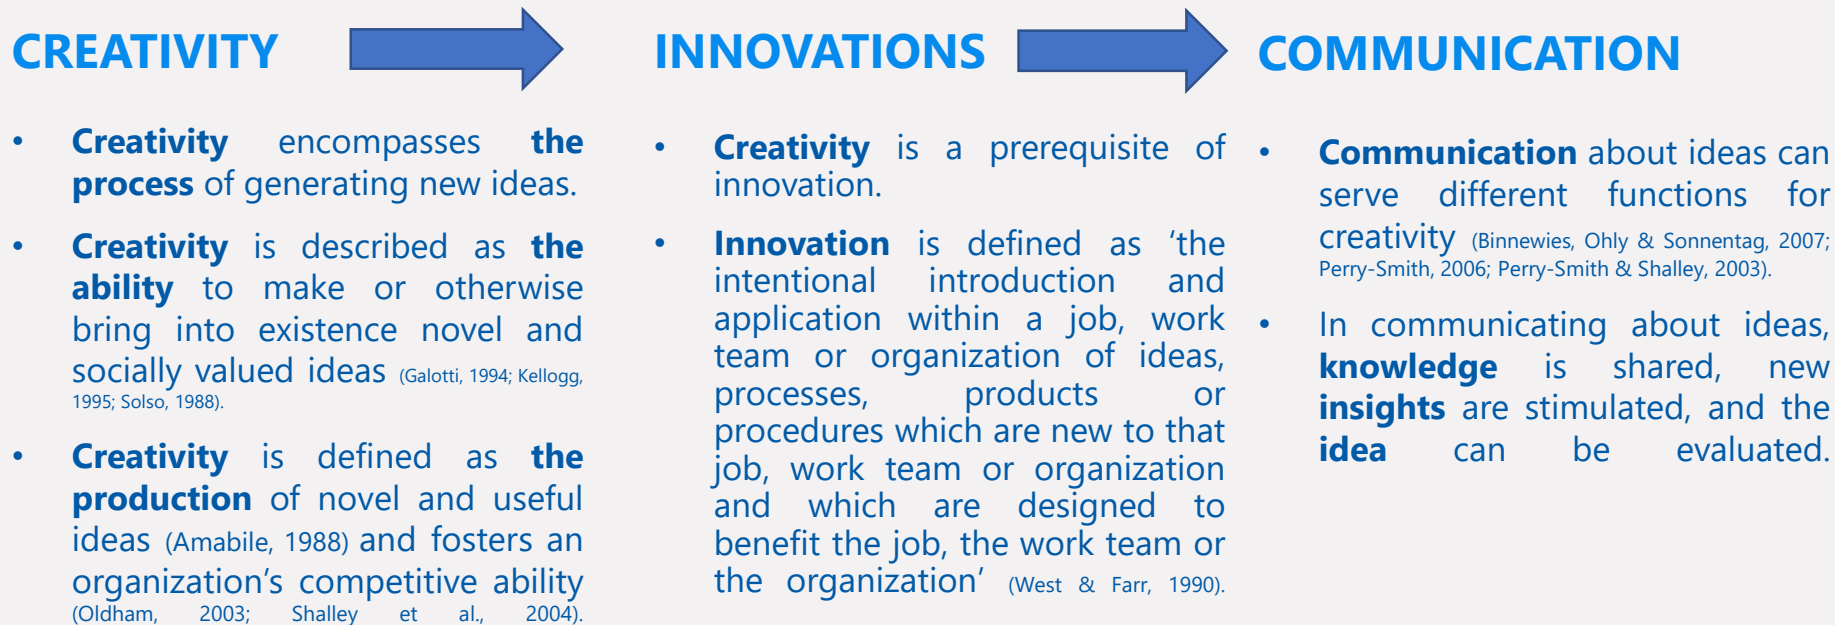 CREATIVITY
• Creativity encompasses the
process of generating new ideas.
• Creativity is described as the
ability to make or otherwise
bring into existence novel and
socially valued ideas (Galotti, 1994; Kellogg,
1995; Solso, 1988).
• Creativity is defined as the
production of novel and useful
ideas (Amabile, 1988) and fosters an
organization’s competitive ability
(Oldham, 2003; Shalley et al., 2004).
INNOVATIONS
• Creativity is a prerequisite of
innovation.
• Innovation is defined as ‘the
intentional introduction and
application within a job, work
team or organization of ideas,
processes, products or
procedures which are new to that
job, work team or organization
and which are designed to
benefit the job, the work team or
the organization’ (West & Farr, 1990).
COMMUNICATION
• Communication about ideas can
serve different functions for
creativity (Binnewies, Ohly & Sonnentag, 2007;
Perry-Smith, 2006; Perry-Smith & Shalley, 2003).
• In communicating about ideas,
knowledge is shared, new
insights are stimulated, and the
idea can be evaluated.